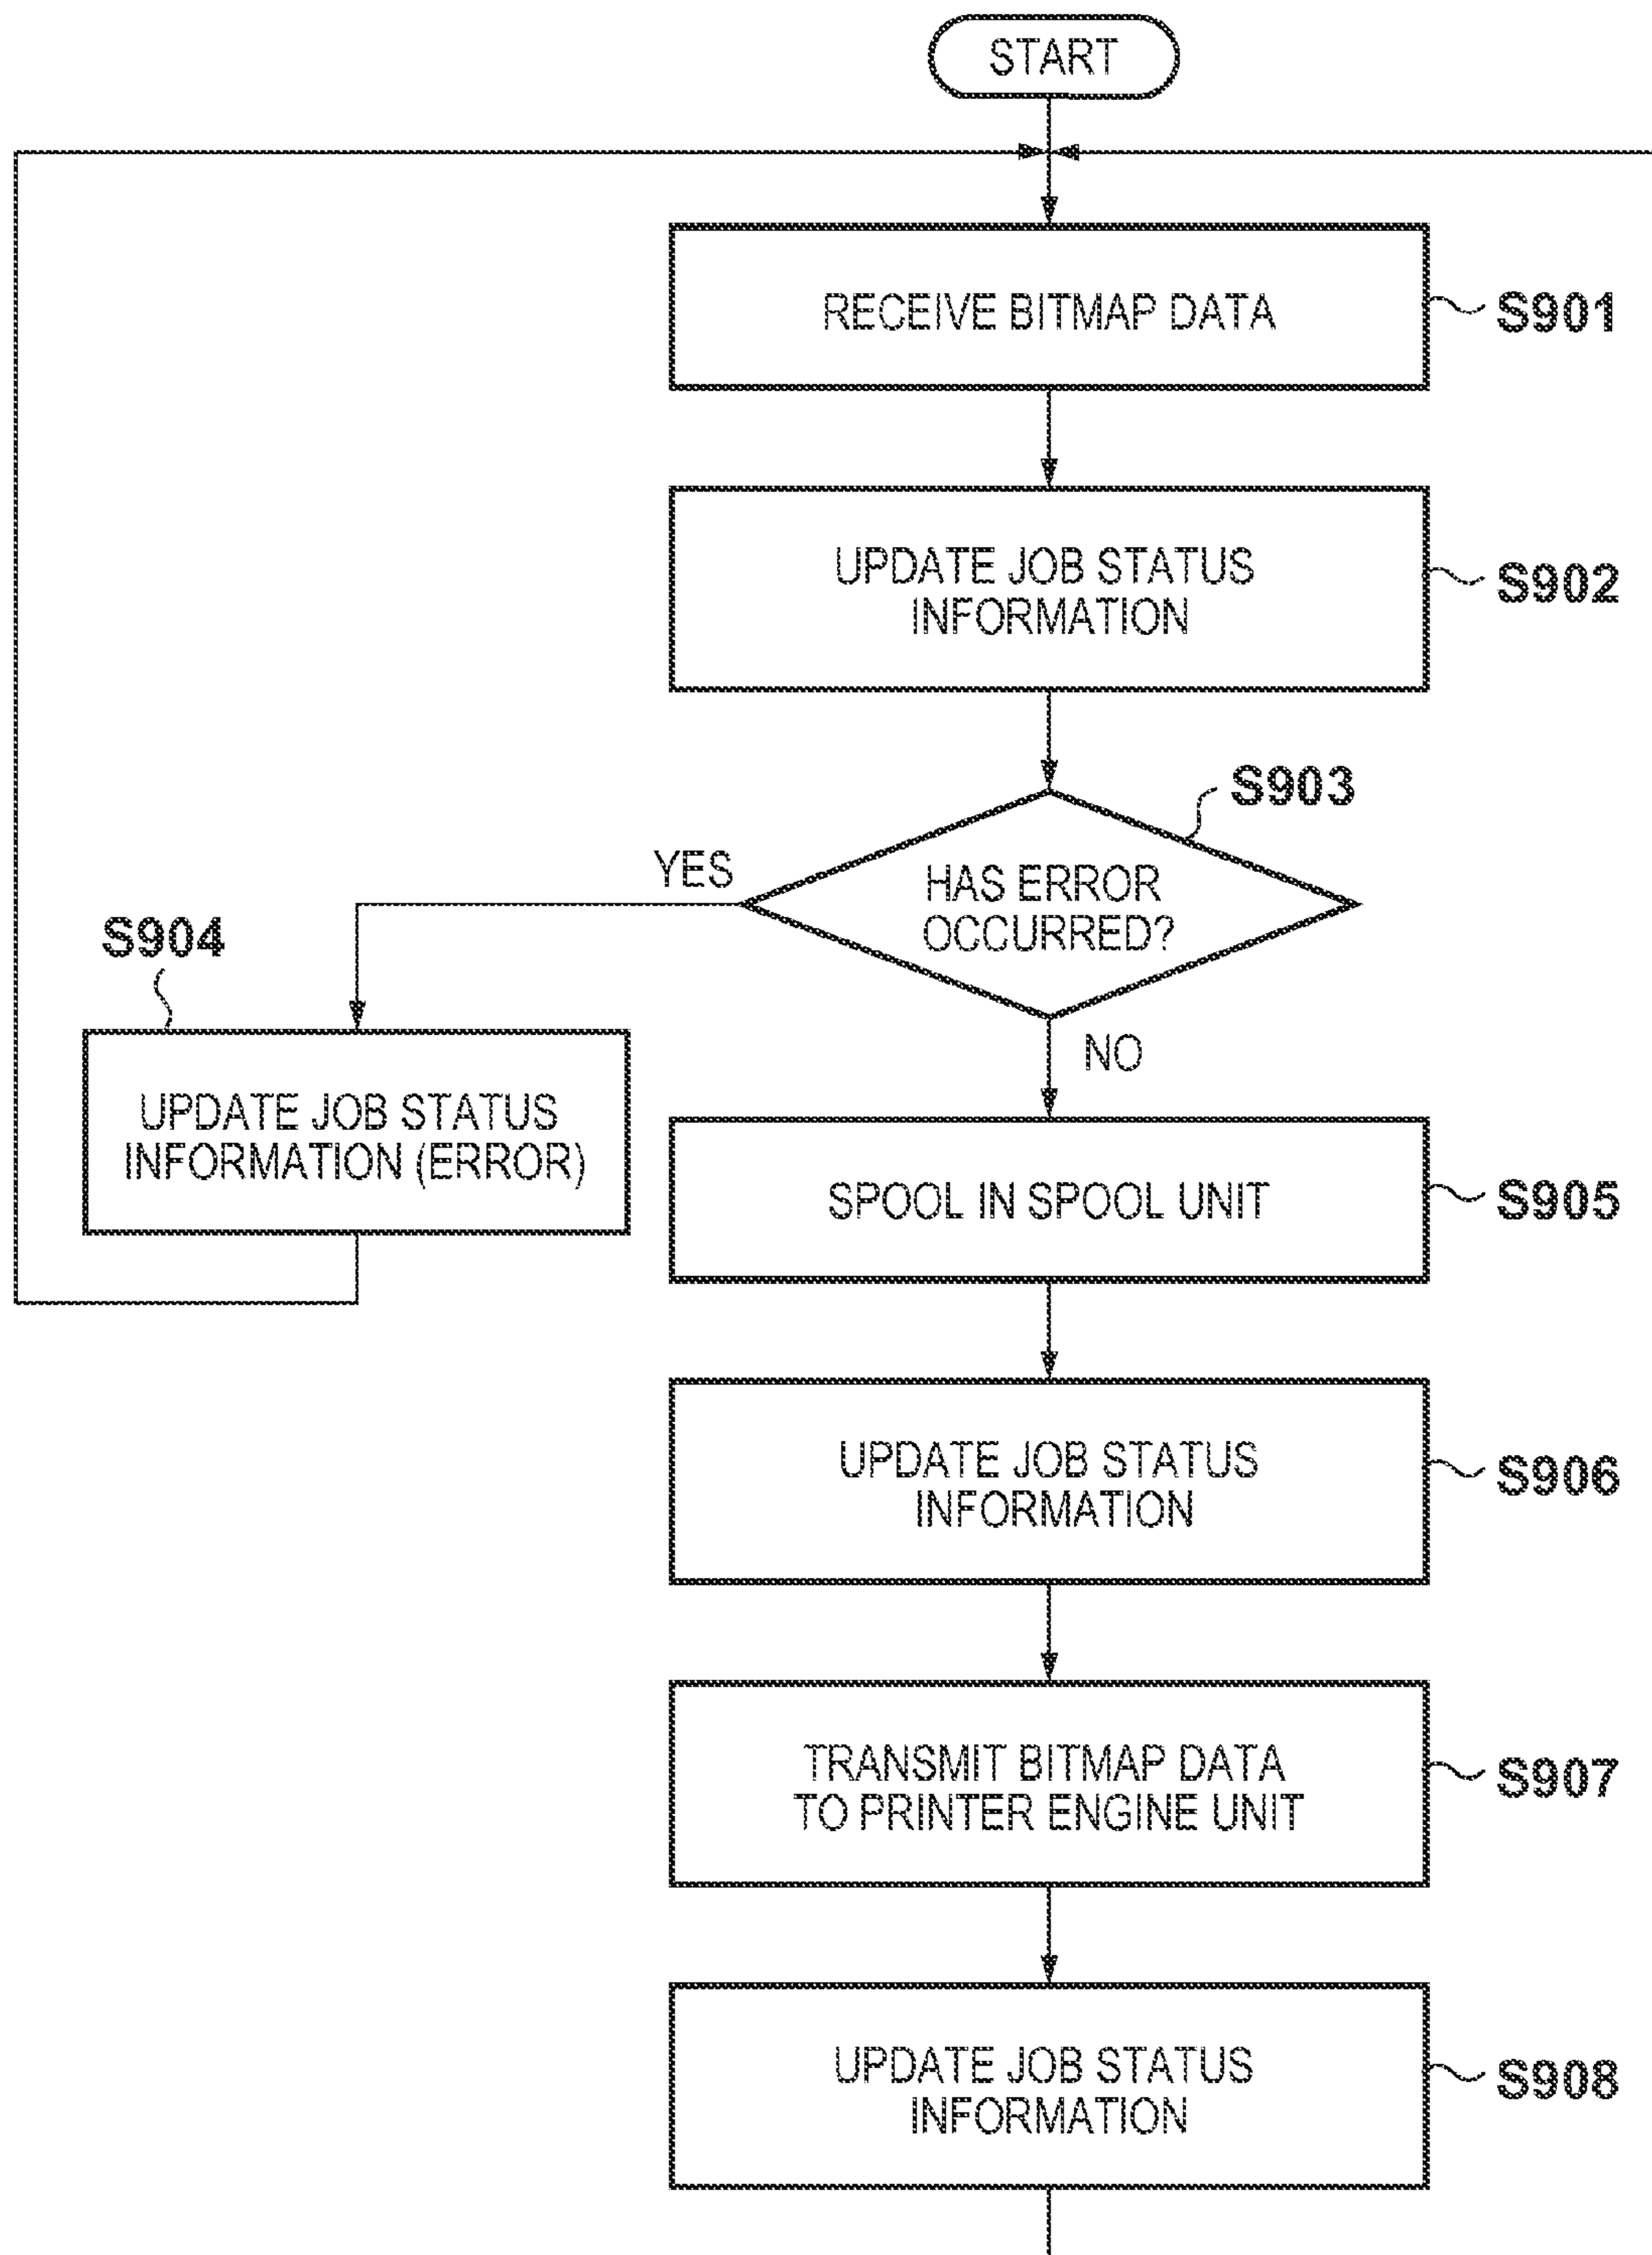 START
RECEIVE BITMAP DATA
S901
UPDATE JOB STATUS
INFORMATION
S902
S903
HAS ERROR
OCCURRED?
YES
NO
S904
UPDATE JOB STATUS
INFORMATION (ERROR)
SPOOL IN SPOOL UNIT
S905
UPDATE JOB STATUS
INFORMATION
S906
TRANSMIT BITMAP DATA
TO PRINTER ENGINE UNIT
S907
UPDATE JOB STATUS
INFORMATION
S908